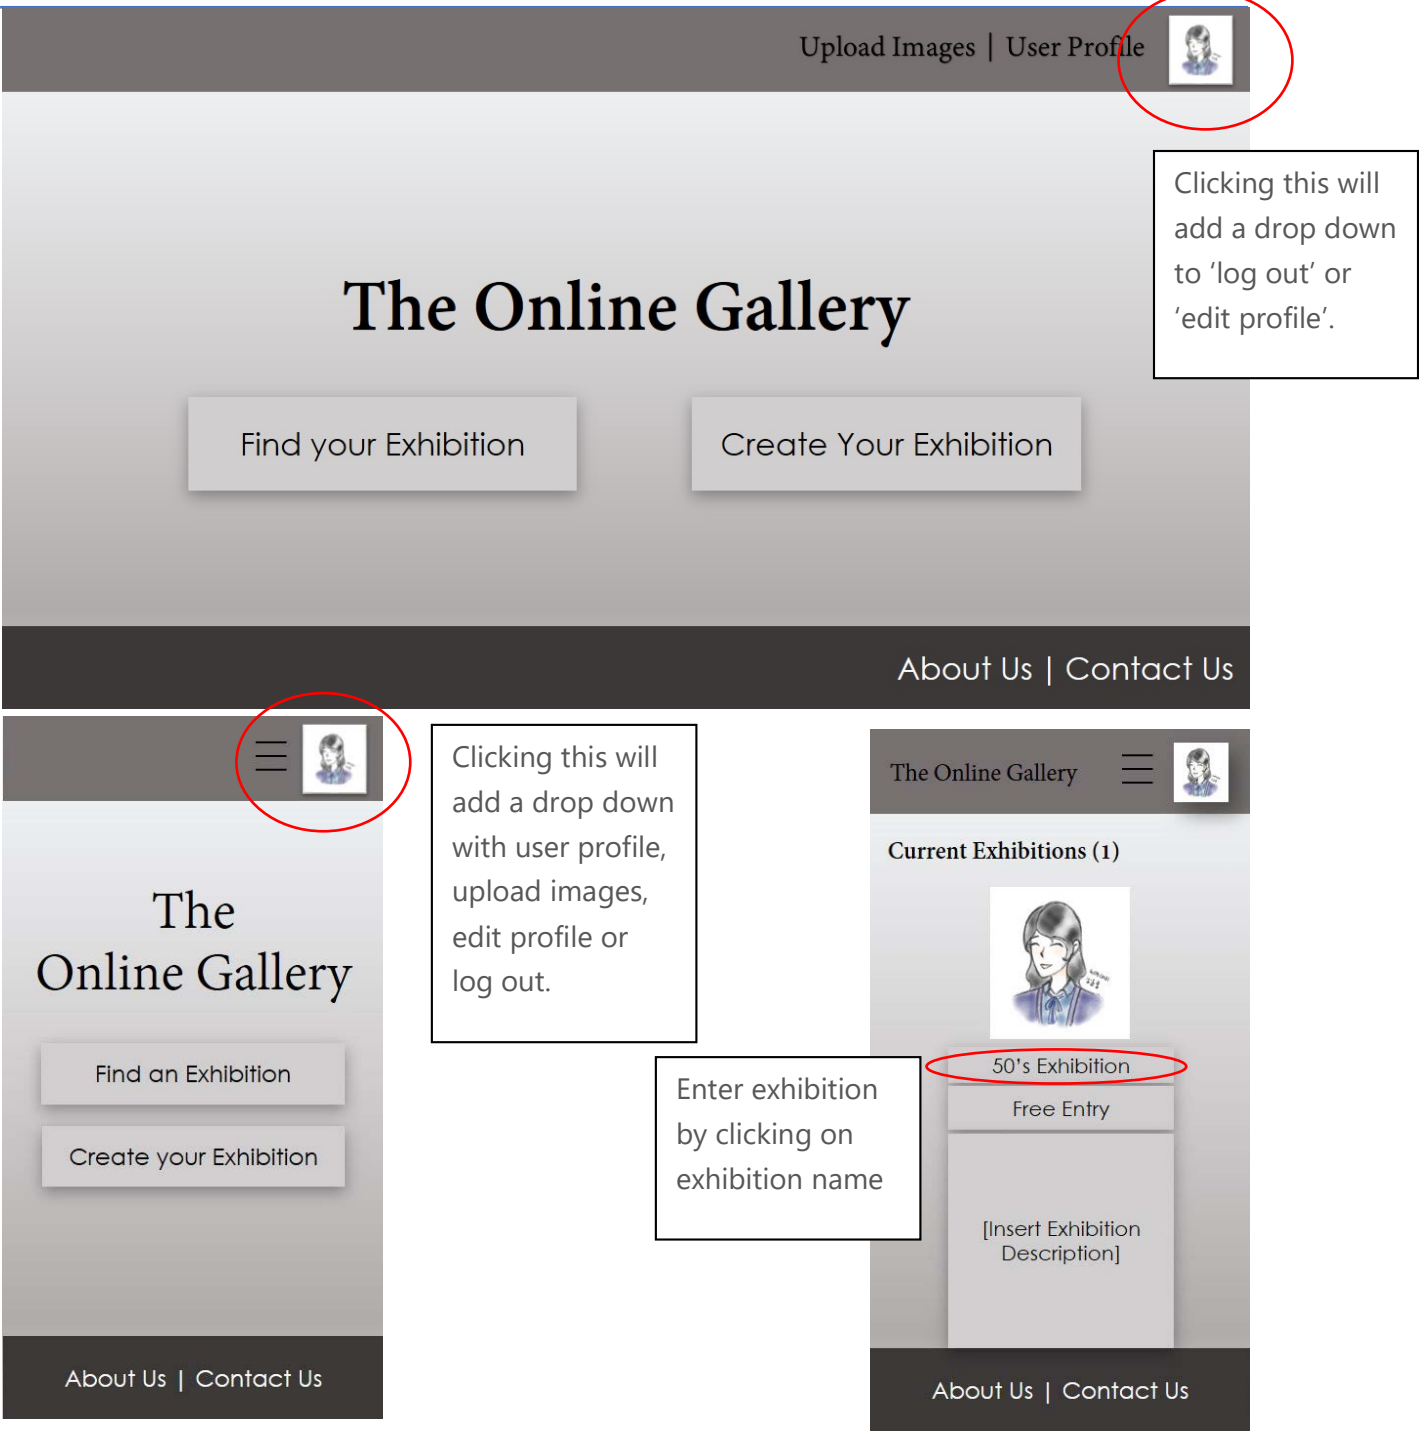 Upload Images | User Profile
Clicking this will
add a drop down
to ‘log out’ or
‘edit profile’.
The Online Gallery
Find your Exhibition
Create Your Exhibition
About Us | Contact Us
The
Online Gallery
Find an Exhibition
Create your Exhibition
About Us | Contact Us
Clicking this will
add a drop down
with user profile,
upload images,
edit profile or
log out.
The Online Gallery
Current Exhibitions (1)
50’s Exhibition
Free Entry
[Insert Exhibition
Description]
About Us | Contact Us
Enter exhibition
by clicking on
exhibition name